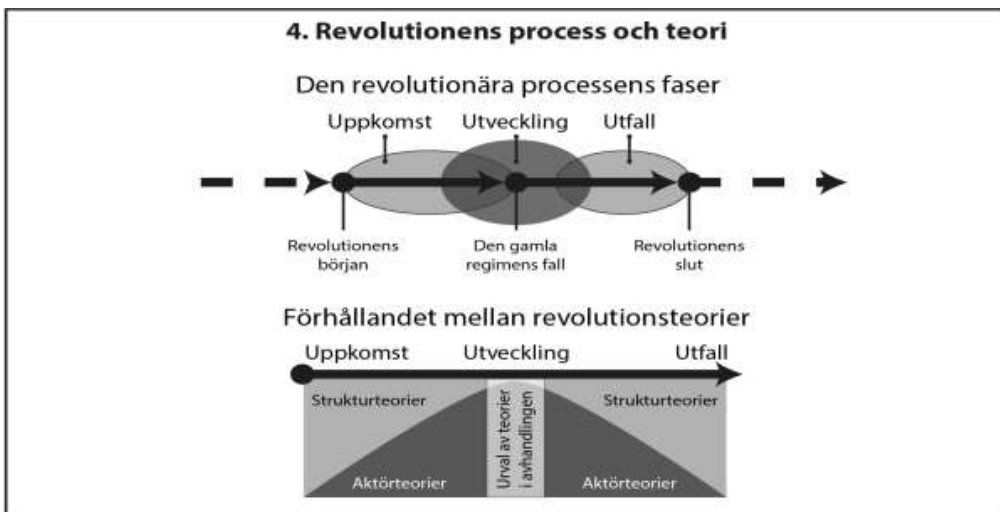 4. Revolutionens process och teori
Den revolutionära processens faser
Uppkomst Utveckling Utfall
Revolutionens början
Den gamla regimens fall
Revolutionens slut
Förhållandet mellan revolutionsteorier
Uppkomst Utveckling Utfall
Strukturteorier
Urval av teorier
i avhandlingen
Strukturteorier
Aktörteorier
Aktörteorier